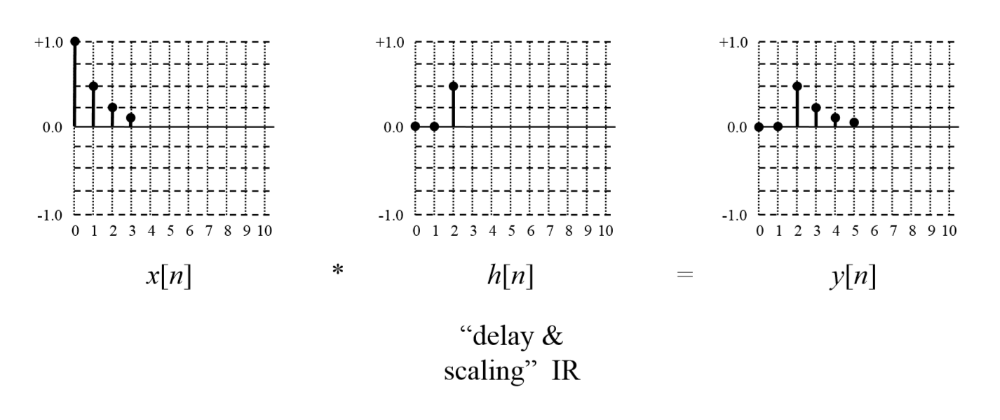 +1.0 +1.0 +1.0
0.0 0.0 0.0
-1.0 -1.0 -1.0
0 1 2 3 4 5 6 7 8 9 10 0 1 2 3 4 5 6 7 8 9 10 0 1 2 3 4 5 6 7 8 9 10
x[n] * h[n] = y[n]
“delay &
scaling” IR